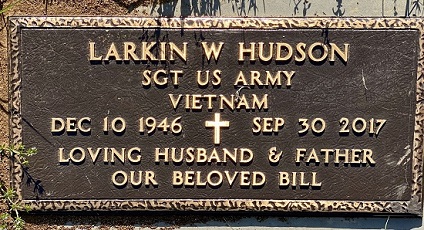 LARKIN W HUDSON
SGT US ARMY
VIETNAM
DEC 10 1946 SEP 30 2017
LOVING HUSBAND & FATHER
OUR BELOVED BILL